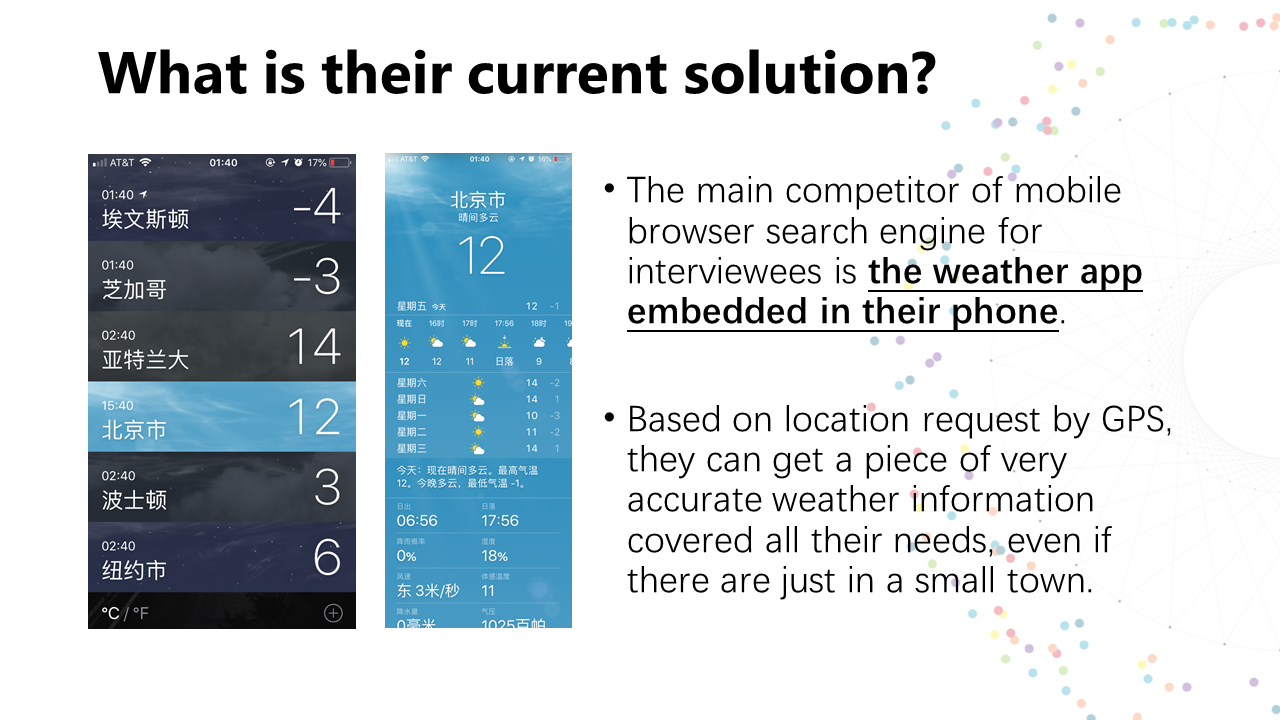 What is their current solution?
AT&T 01:40 17%
01:40
埃文斯顿
-4
01:40
芝加哥
-3
02:40
亚特兰大
14
15:40
北京市
12
02:40
波士顿
3
02:40
纽约市
6
°C / °F
AT&T 01:40 16%
北京市
晴间多云
12
星期五 今天 12 -1
现在 16时 17时 17:56 18时 19
12 12 11 日落 9 8
星期六 14 -2
星期日 14 1
星期一 10 -3
星期二 11 -2
星期三 14 1
今天：现在晴间多云。最高气温
12。今晚多云，最低气温 -1。
日出 日落
06:56 17:56
降雨概率 湿度
0% 18%
风速 体感温度
东 3米/秒 11
降水量 气压
0毫米 1025百帕
• The main competitor of mobile
browser search engine for
interviewees is the weather app
embedded in their phone.
• Based on location request by GPS,
they can get a piece of very
accurate weather information
covered all their needs, even if
there are just in a small town.